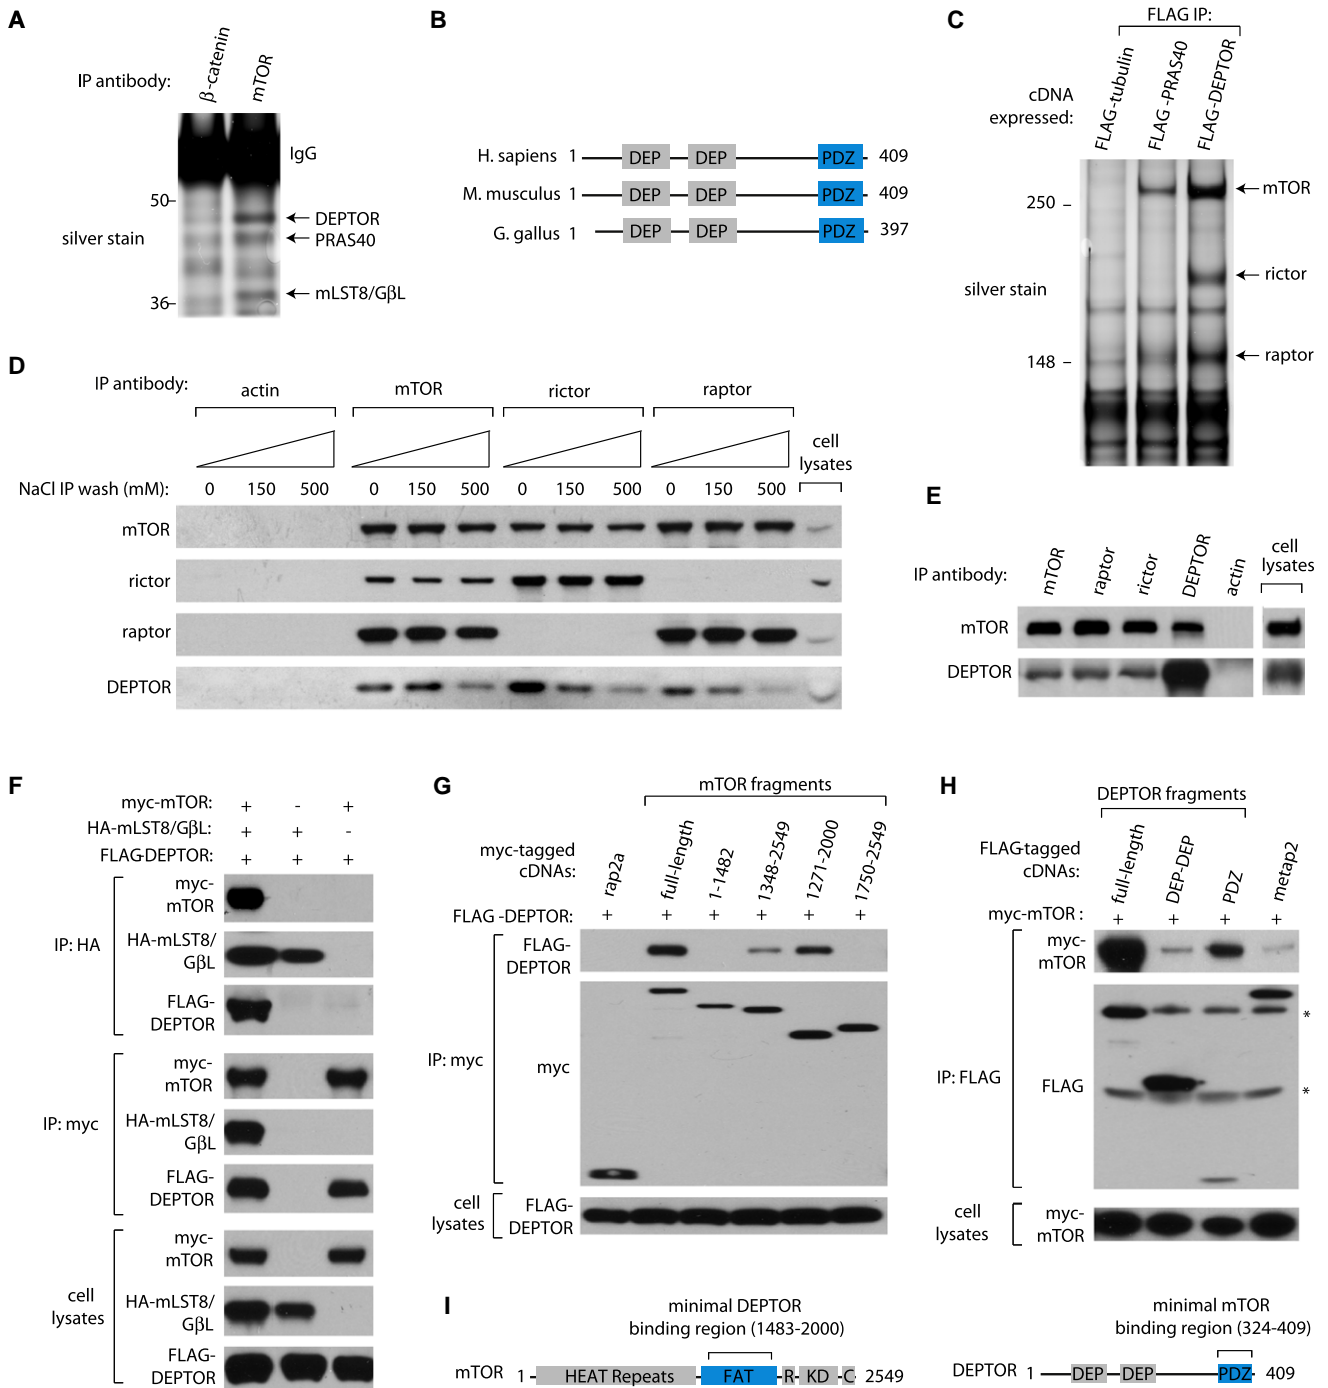 A
IP antibody:
β-catenin
mTOR
IgG
50
DEPTOR
silver stain
PRAS40
mLST8/GβL
36
B
H. sapiens 1 DEP DEP PDZ 409
M. musculus 1 DEP DEP PDZ 409
G. gallus 1 DEP DEP PDZ 397
C
FLAG IP:
cDNA expressed:
FLAG-tubulin
FLAG-PRAS40
FLAG-DEPTOR
mTOR
250
rictor
silver stain
raptor
148
D
IP antibody:
actin mTOR rictor raptor
cell lysates
NaCl IP wash (mM): 0 150 500 0 150 500 0 150 500 0 150 500
mTOR
rictor
raptor
DEPTOR
E
IP antibody:
mTOR
raptor
rictor
DEPTOR
actin
cell lysates
mTOR
DEPTOR
F
myc-mTOR: + - +
HA-mLST8/GβL: + + -
FLAG-DEPTOR: + + +
IP: HA
myc-mTOR
HA-mLST8/GβL
FLAG-DEPTOR
IP: myc
myc-mTOR
HA-mLST8/GβL
FLAG-DEPTOR
cell lysates
myc-mTOR
HA-mLST8/GβL
FLAG-DEPTOR
G
mTOR fragments
myc-tagged cDNAs:
rap2a
full-length
1-1482
1348-2549
1271-2000
1750-2549
FLAG-DEPTOR: + + + + + +
IP: myc
FLAG-DEPTOR
myc
cell lysates
FLAG-DEPTOR
H
DEPTOR fragments
FLAG-tagged cDNAs:
full-length
DEP-DEP
PDZ
metap2
myc-mTOR: + + + +
IP: FLAG
myc-mTOR
FLAG
*
*
cell lysates
myc-mTOR
I
minimal DEPTOR
binding region (1483-2000)
mTOR 1 HEAT Repeats FAT R KD C 2549
minimal mTOR
binding region (324-409)
DEPTOR 1 DEP DEP PDZ 409